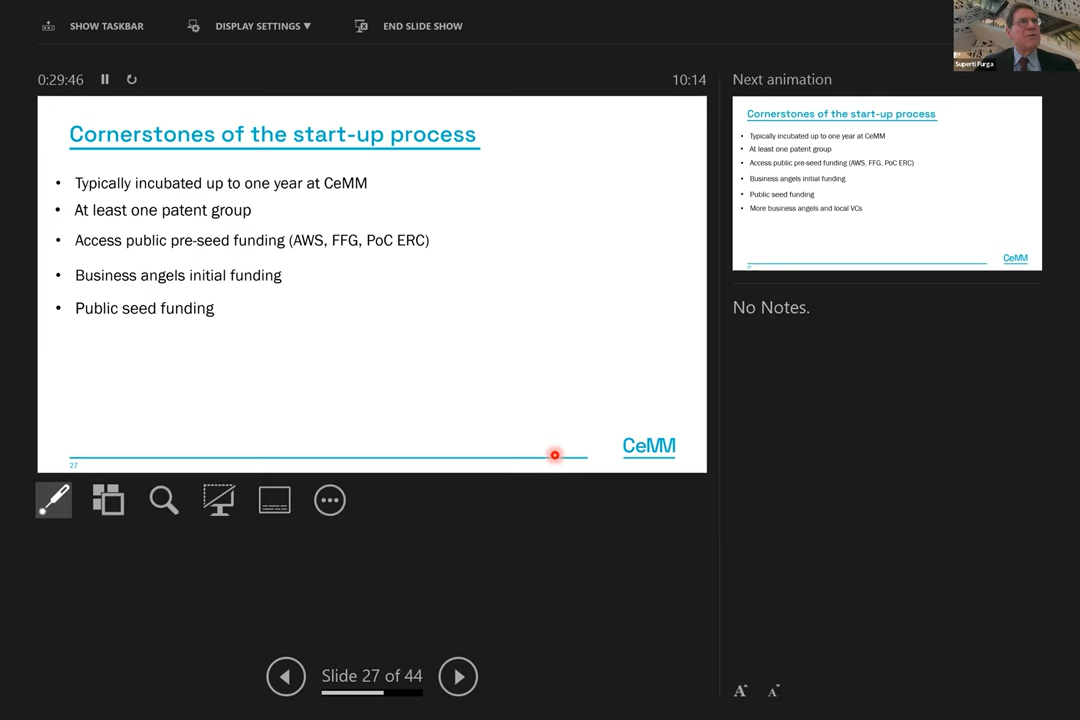 SHOW TASKBAR
DISPLAY SETTINGS ▼
END SLIDE SHOW
Superti Furga
0:29:46
10:14
Next animation
Cornerstones of the start-up process
• Typically incubated up to one year at CeMM
• At least one patent group
• Access public pre-seed funding (AWS, FFG, PoC ERC)
• Business angels initial funding
• Public seed funding
CeMM
27
Cornerstones of the start-up process
• Typically incubated up to one year at CeMM
• At least one patent group
• Access public pre-seed funding (AWS, FFG, PoC ERC)
• Business angels initial funding
• Public seed funding
• More business angels and local VCs
CeMM
27
No Notes.
Slide 27 of 44
A A